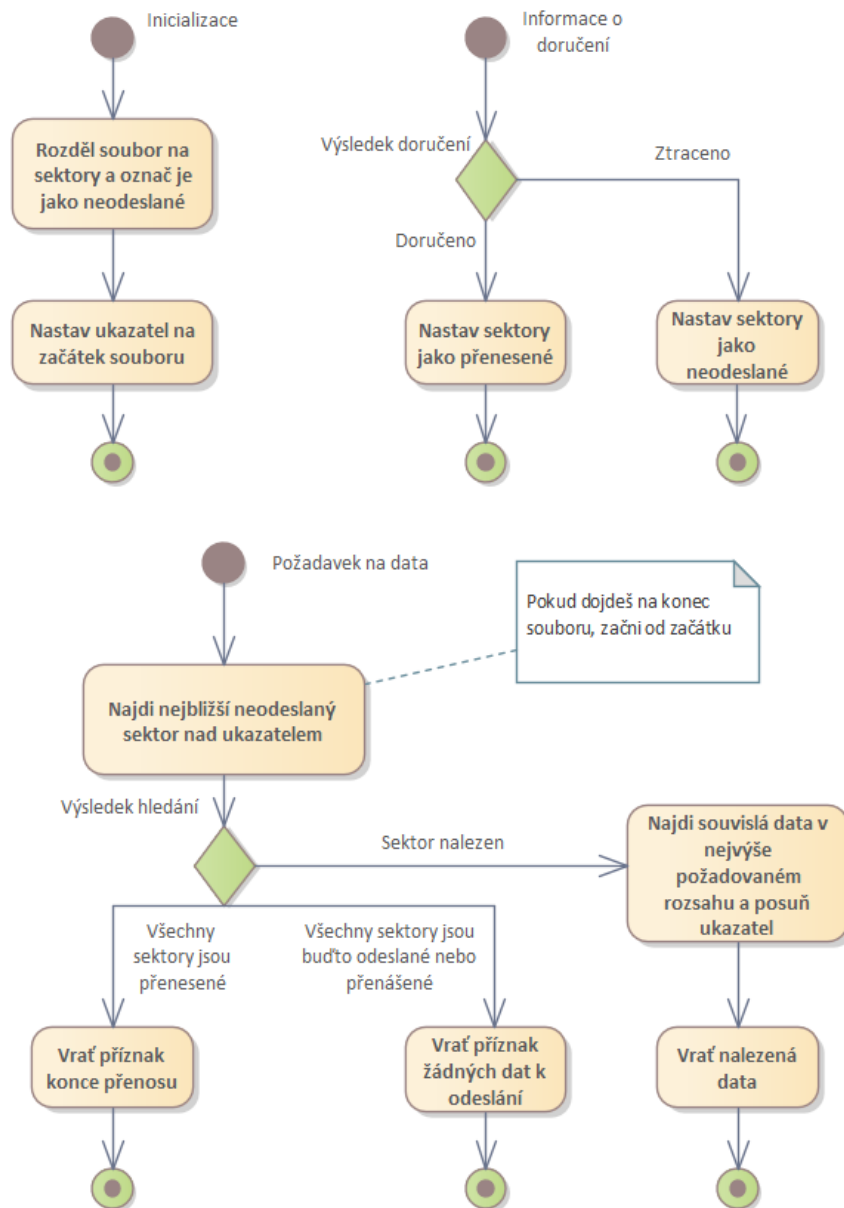 Inicializace
Rozděl soubor na
sektory a označ je
jako neodeslané
Nastav ukazatel na
začátek souboru
Informace o
doručení
Výsledek doručení
Ztraceno
Doručeno
Nastav sektory
jako přenesené
Nastav sektory
jako
neodeslané
Požadavek na data
Pokud dojdeš na konec
souboru, začni od začátku
Najdi nejbližší neodeslaný
sektor nad ukazatelem
Výsledek hledání
Sektor nalezen
Najdi souvislá data v
nejvýše
požadovaném
rozsahu a posuň
ukazatel
Všechny
sektory jsou
přenesené
Všechny sektory jsou
buďto odeslané nebo
přenášené
Vrať příznak
konce přenosu
Vrať příznak
žádných dat k
odeslání
Vrať nalezená
data